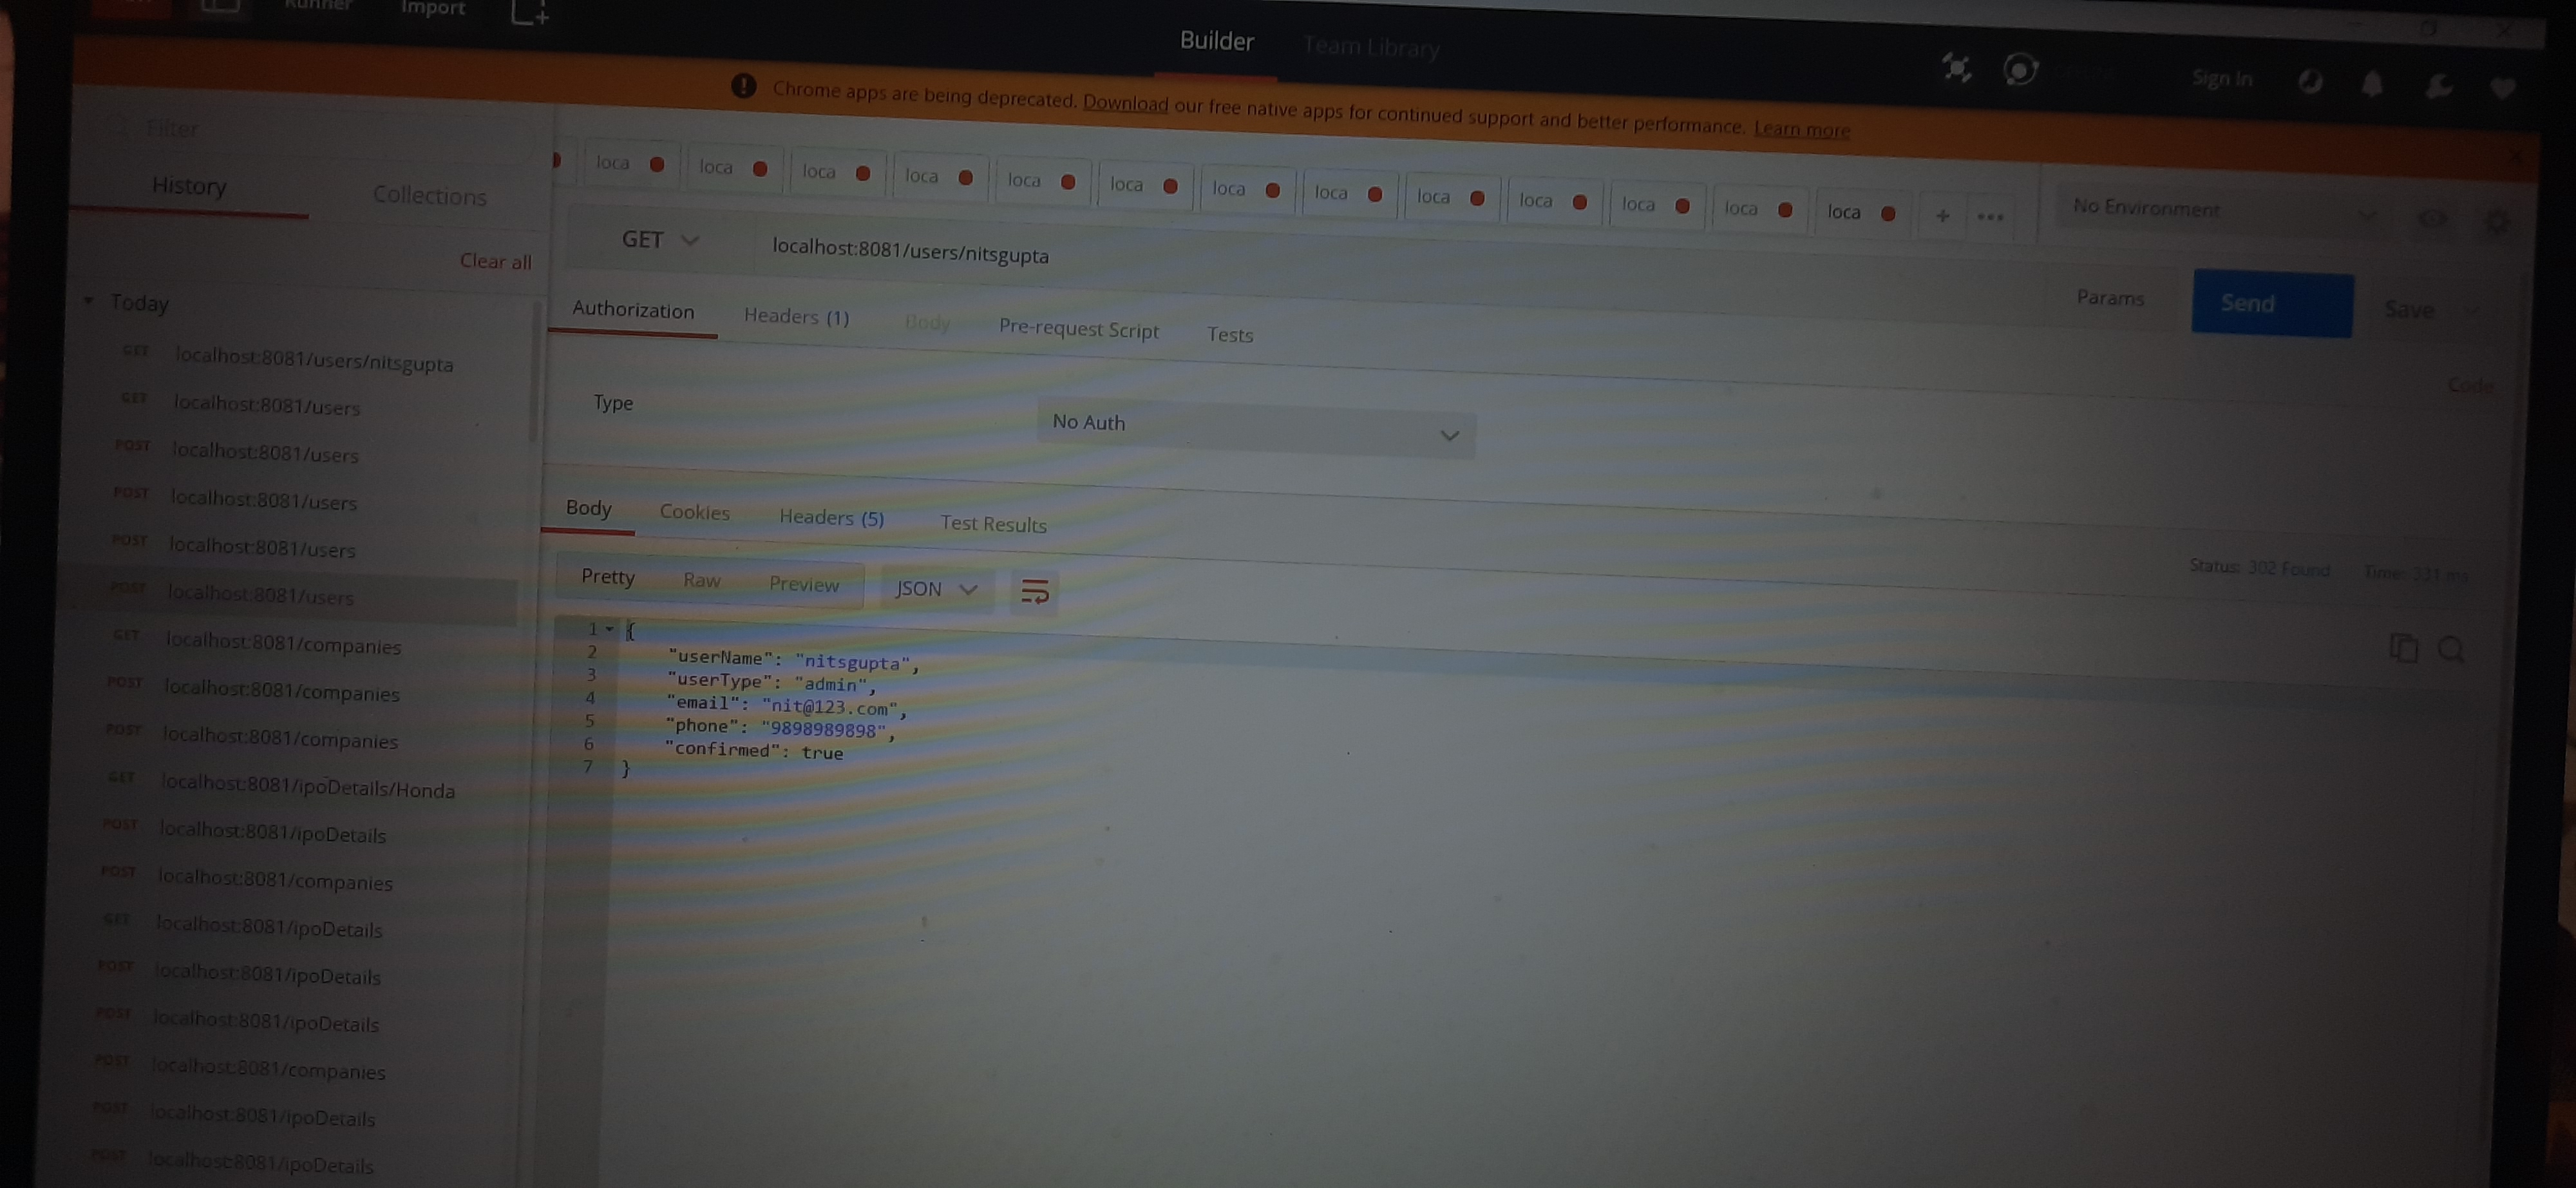 Runner
Import
Builder
Team Library
Sign In
Chrome apps are being deprecated. Download our free native apps for continued support and better performance. Learn more
Filter
History
Collections
Clear all
Today
GET localhost:8081/users/nitsgupta
GET localhost:8081/users
POST localhost:8081/users
POST localhost:8081/users
POST localhost:8081/users
POST localhost:8081/users
GET localhost:8081/companies
POST localhost:8081/companies
POST localhost:8081/companies
GET localhost:8081/ipoDetails/Honda
POST localhost:8081/ipoDetails
POST localhost:8081/companies
GET localhost:8081/ipoDetails
POST localhost:8081/ipoDetails
POST localhost:8081/ipoDetails
POST localhost:8081/companies
POST localhost:8081/ipoDetails
POST localhost:8081/ipoDetails
loca loca loca loca loca loca loca loca loca loca loca loca loca + •••
No Environment
GET localhost:8081/users/nitsgupta
Params Send Save
Authorization Headers (1) Body Pre-request Script Tests
Code
Type No Auth
Body Cookies Headers (5) Test Results
Status: 302 Found Time: 331 ms
Pretty Raw Preview JSON
1 {
2 "userName": "nitsgupta",
3 "userType": "admin",
4 "email": "nit@123.com",
5 "phone": "9898989898",
6 "confirmed": true
7 }